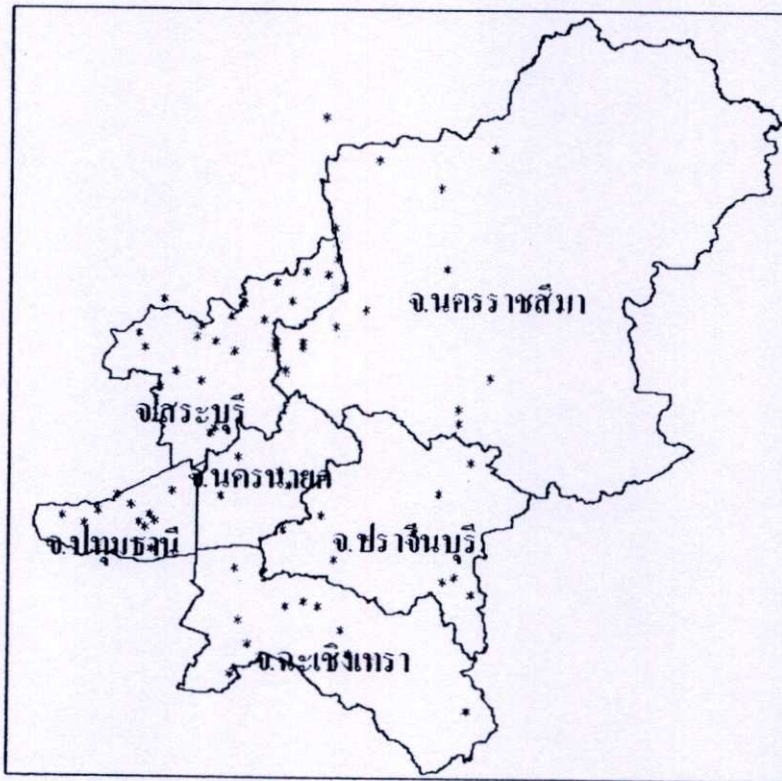 จ.นครราชสีมา
จ.สระบุรี
จ.นครนายก
จ.ปทุมธานี
จ.ปราจีนบุรี
จ.ฉะเชิงเทรา